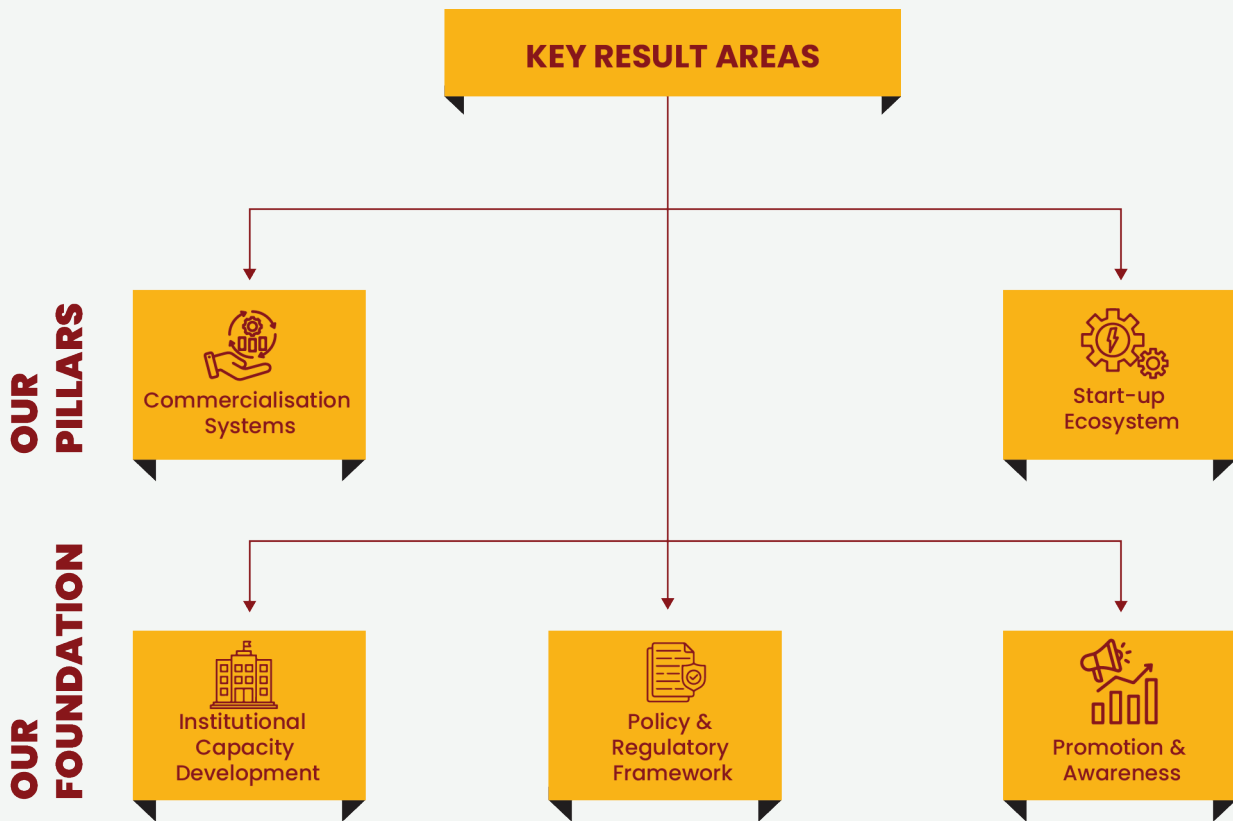 KEY RESULT AREAS
OUR
PILLARS
Commercialisation
Systems
Start-up
Ecosystem
OUR
FOUNDATION
Institutional
Capacity
Development
Policy &
Regulatory
Framework
Promotion &
Awareness